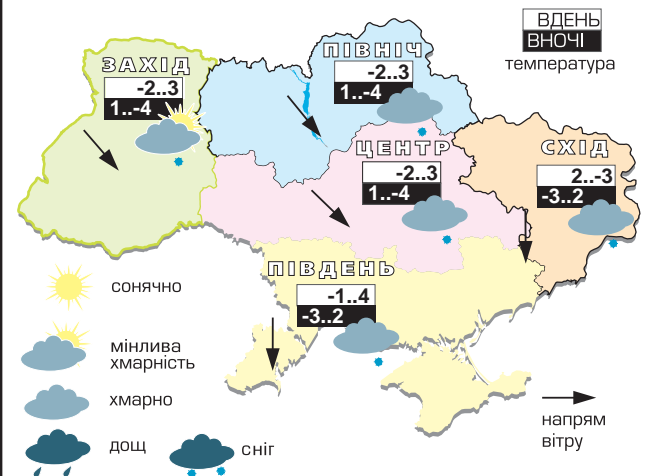 ВДЕНЬ
ВНОЧІ
температура
ЗАХІД
-2..3
1..-4
ПІВНІЧ
-2..3
1..-4
ЦЕНТР
-2..3
1..-4
СХІД
2..-3
-3..2
ПІВДЕНЬ
-1..4
-3..2
сонячно
мінлива
хмарність
хмарно
дощ
сніг
напрям
вітру